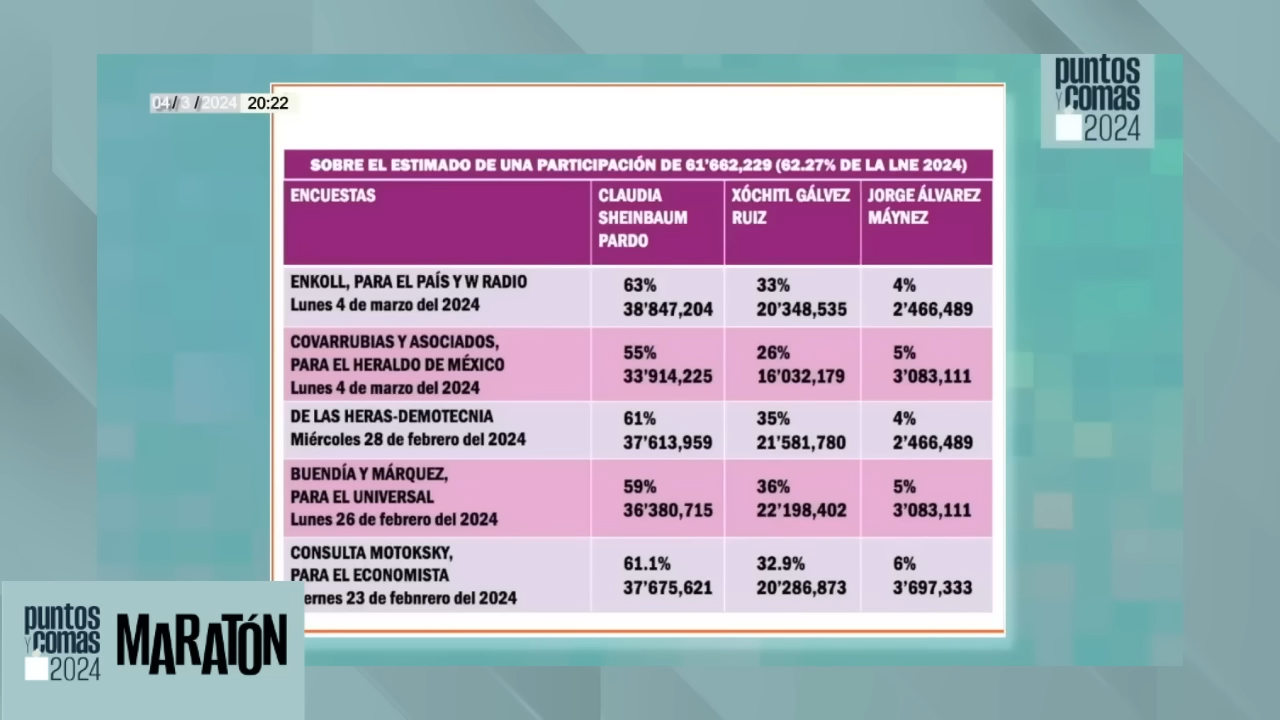 04/ 3 / 2024 20:22
puntos
Y comas
2024
SOBRE EL ESTIMADO DE UNA PARTICIPACIÓN DE 61'662,229 (62.27% DE LA LNE 2024)
ENCUESTAS
CLAUDIA
SHEINBAUM
PARDO
XÓCHITL GÁLVEZ
RUIZ
JORGE ÁLVAREZ
MÁYNEZ
ENKOLL, PARA EL PAÍS Y W RADIO
Lunes 4 de marzo del 2024
63%
38'847,204
33%
20'348,535
4%
2'466,489
COVARRUBIAS Y ASOCIADOS,
PARA EL HERALDO DE MÉXICO
Lunes 4 de marzo del 2024
55%
33'914,225
26%
16'032,179
5%
3'083,111
DE LAS HERAS-DEMOTECNIA
Miércoles 28 de febrero del 2024
61%
37'613,959
35%
21'581,780
4%
2'466,489
BUENDÍA Y MÁRQUEZ,
PARA EL UNIVERSAL
Lunes 26 de febrero del 2024
59%
36'380,715
36%
22'198,402
5%
3'083,111
CONSULTA MOTOKSKY,
PARA EL ECONOMISTA
ernes 23 de febnrero del 2024
61.1%
37'675,621
32.9%
20'286,873
6%
3'697,333
puntos
Y comas
2024
MARATÓN